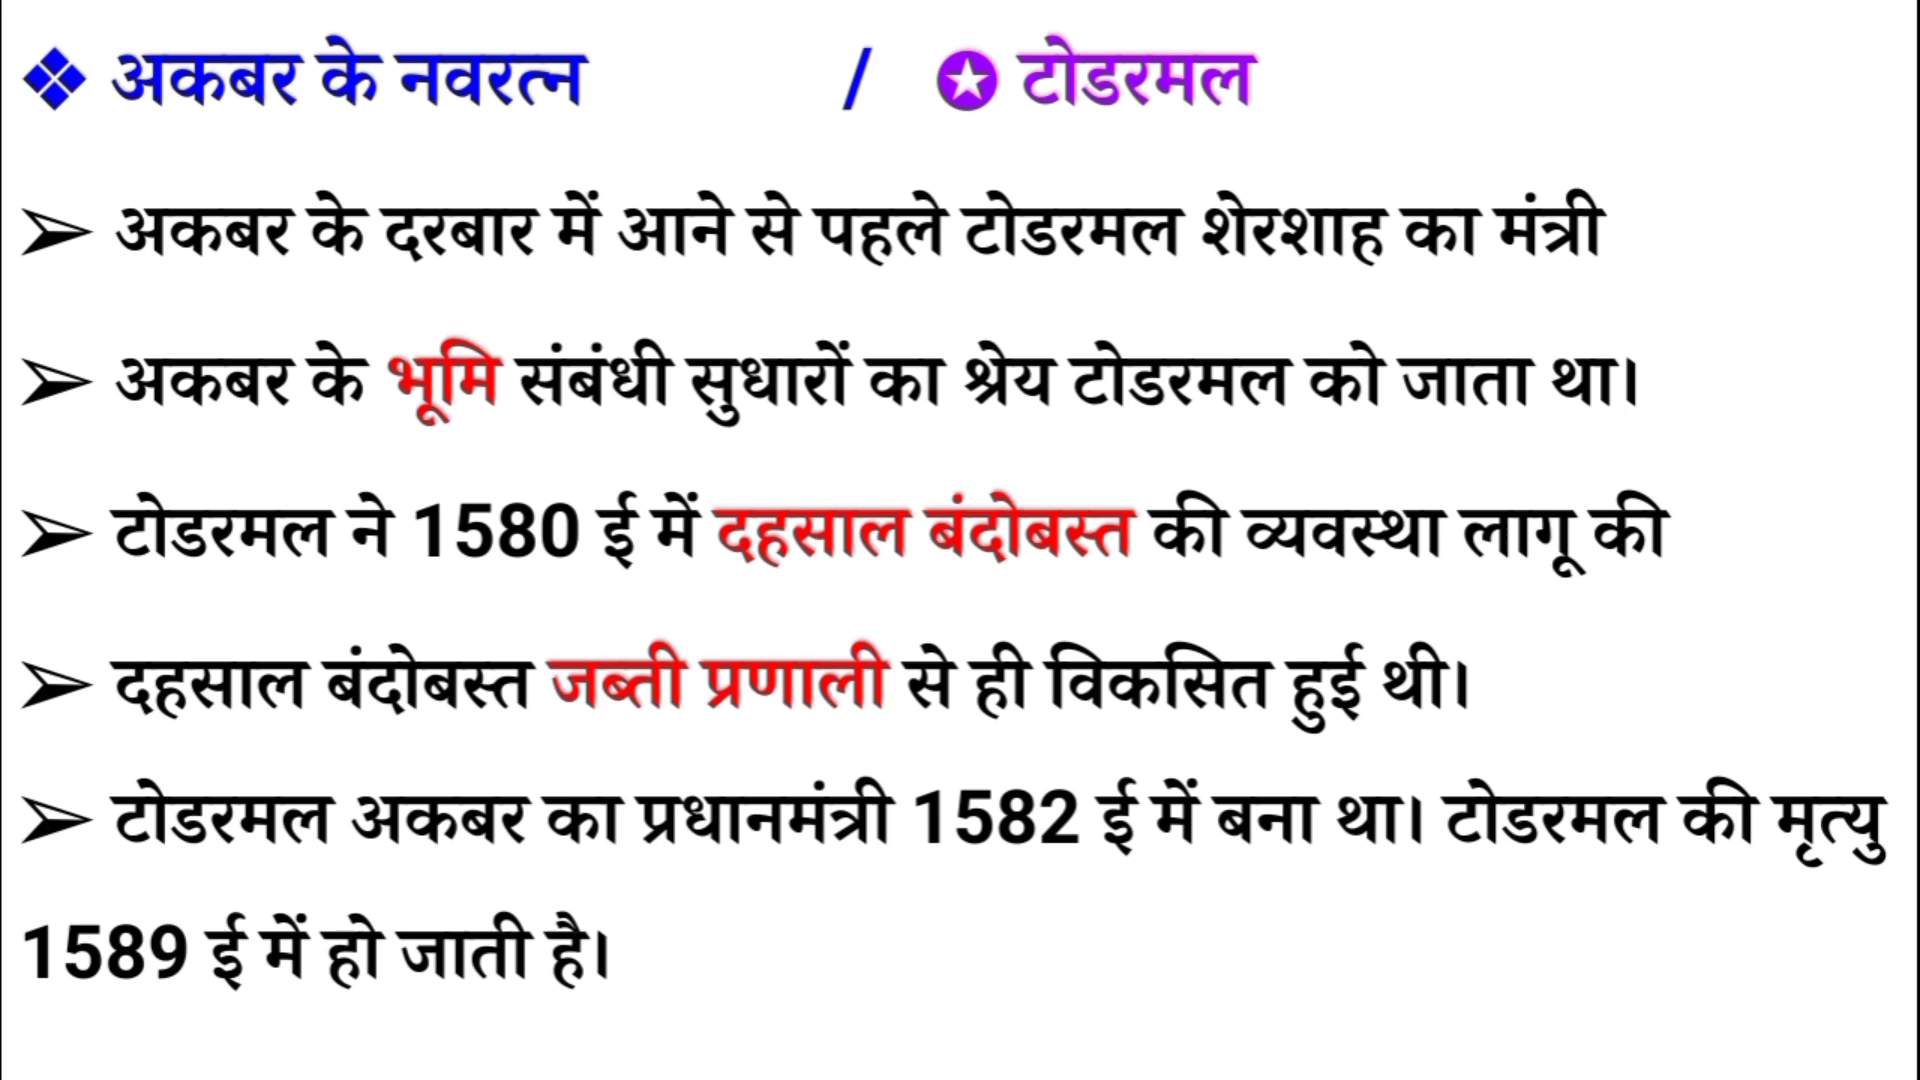 ❖ अकबर के नवरत्न / ✪ टोडरमल
➢ अकबर के दरबार में आने से पहले टोडरमल शेरशाह का मंत्री
➢ अकबर के भूमि संबंधी सुधारों का श्रेय टोडरमल को जाता था।
➢ टोडरमल ने 1580 ई में दहसाल बंदोबस्त की व्यवस्था लागू की
➢ दहसाल बंदोबस्त जब्ती प्रणाली से ही विकसित हुई थी।
➢ टोडरमल अकबर का प्रधानमंत्री 1582 ई में बना था। टोडरमल की मृत्यु
1589 ई में हो जाती है।